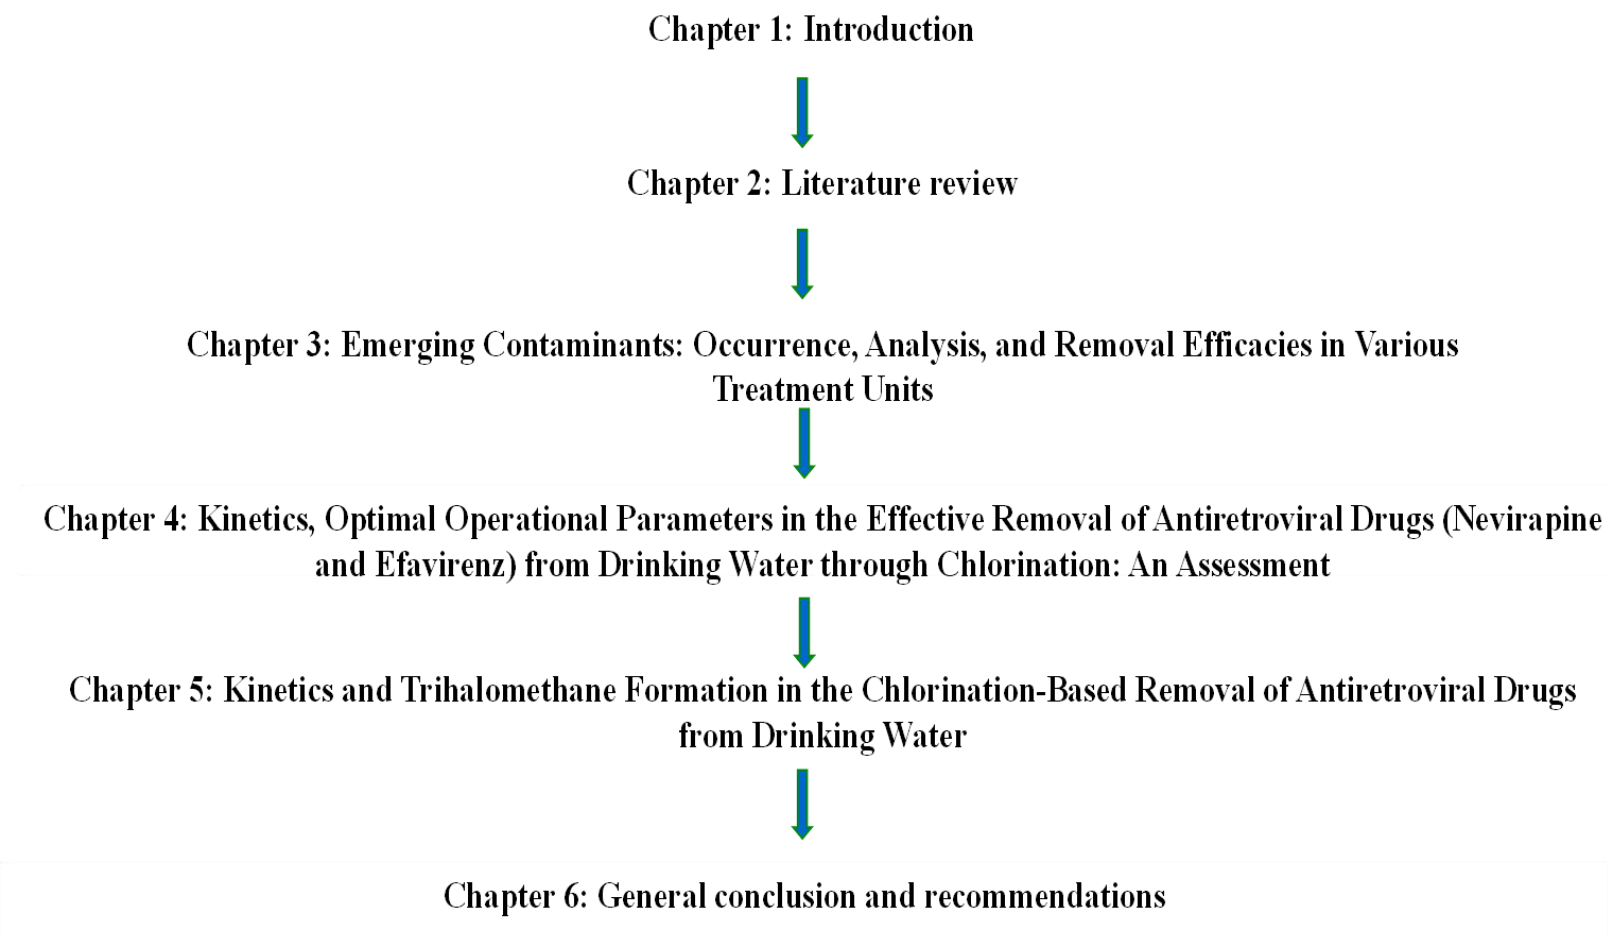 Chapter 1: Introduction
Chapter 2: Literature review
Chapter 3: Emerging Contaminants: Occurrence, Analysis, and Removal Efficacies in Various
Treatment Units
Chapter 4: Kinetics, Optimal Operational Parameters in the Effective Removal of Antiretroviral Drugs (Nevirapine
and Efavirenz) from Drinking Water through Chlorination: An Assessment
Chapter 5: Kinetics and Trihalomethane Formation in the Chlorination-Based Removal of Antiretroviral Drugs
from Drinking Water
Chapter 6: General conclusion and recommendations